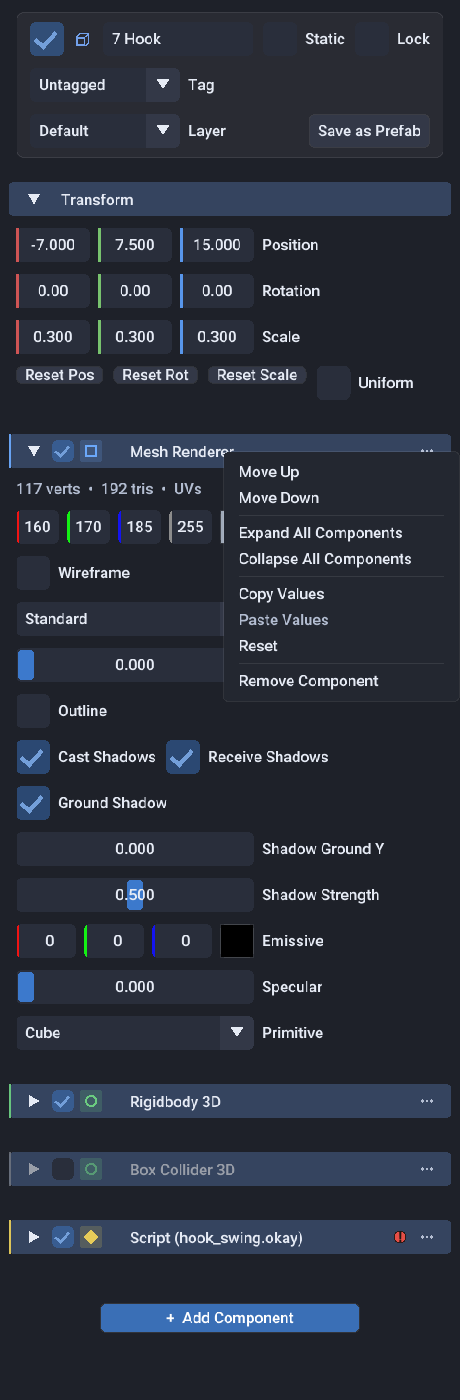 7 Hook Static Lock
Untagged Tag
Default Layer Save as Prefab
Transform
-7.000 7.500 15.000 Position
0.00 0.00 0.00 Rotation
0.300 0.300 0.300 Scale
Reset Pos Reset Rot Reset Scale Uniform
Mesh Renderer
117 verts • 192 tris • UVs
160 170 185 255
Wireframe
Standard
0.000
Outline
Move Up
Move Down
Expand All Components
Collapse All Components
Copy Values
Paste Values
Reset
Remove Component
Cast Shadows Receive Shadows
Ground Shadow
0.000 Shadow Ground Y
0.500 Shadow Strength
0 0 0 Emissive
0.000 Specular
Cube Primitive
Rigidbody 3D
Box Collider 3D
Script (hook_swing.okay)
+ Add Component